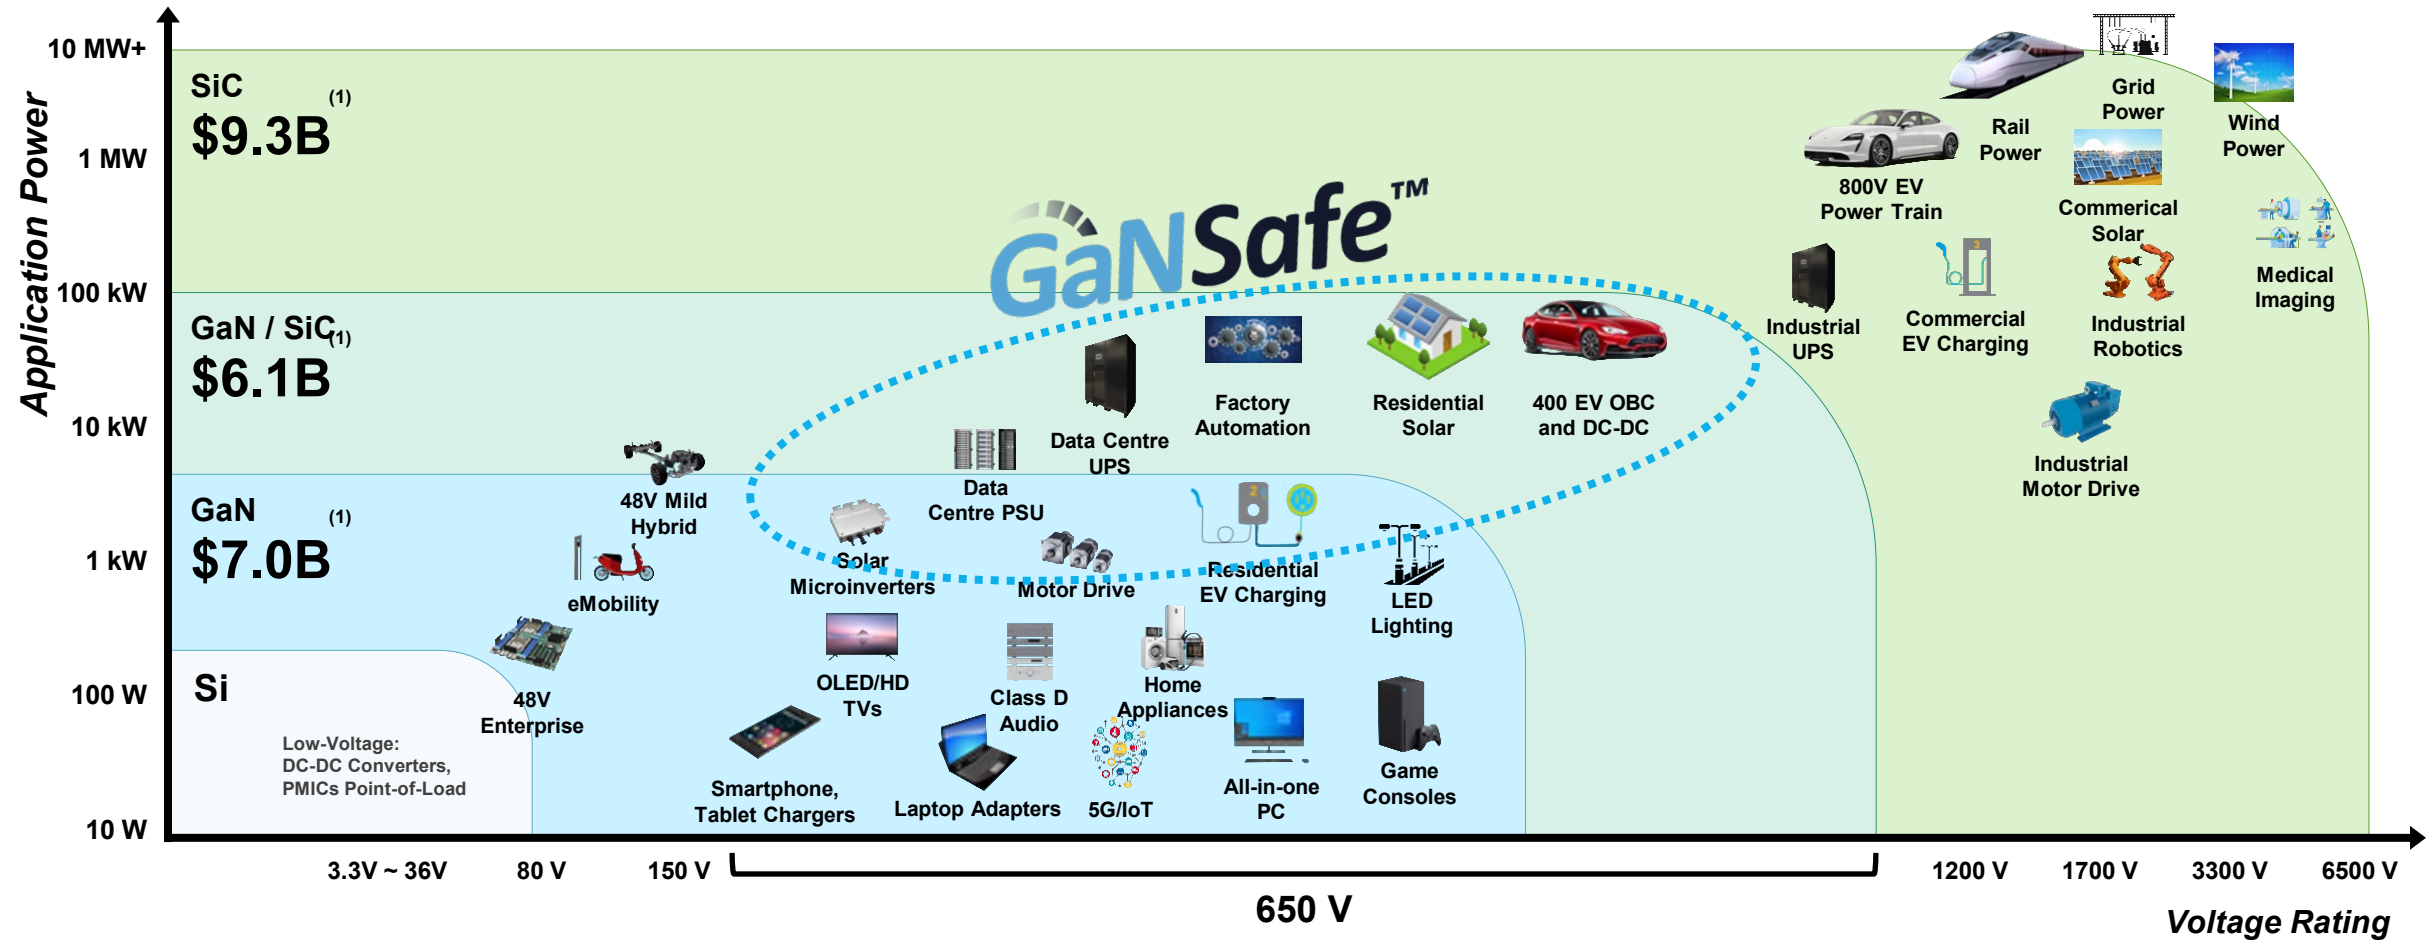 Application Power
10 MW+
1 MW
100 kW
10 kW
1 kW
100 W
10 W
SiC
(1)
$9.3B
GaN / SiC
(1)
$6.1B
GaN
(1)
$7.0B
Si
Low-Voltage:
DC-DC Converters,
PMICs Point-of-Load
GaNSafe™
Rail
Power
Grid
Power
Wind
Power
800V EV
Power Train
Commerical
Solar
Medical
Imaging
Industrial
UPS
Commercial
EV Charging
Industrial
Robotics
Industrial
Motor Drive
Data Centre
UPS
Factory
Automation
Residential
Solar
400 EV OBC
and DC-DC
48V Mild
Hybrid
Data
Centre PSU
Solar
Microinverters
Motor Drive
2
Residential
EV Charging
LED
Lighting
eMobility
48V
Enterprise
OLED/HD
TVs
Class D
Audio
Home
Appliances
Smartphone,
Tablet Chargers
Laptop Adapters
5G/IoT
All-in-one
PC
Game
Consoles
3
3.3V ~ 36V
80 V
150 V
650 V
1200 V
1700 V
3300 V
6500 V
Voltage Rating